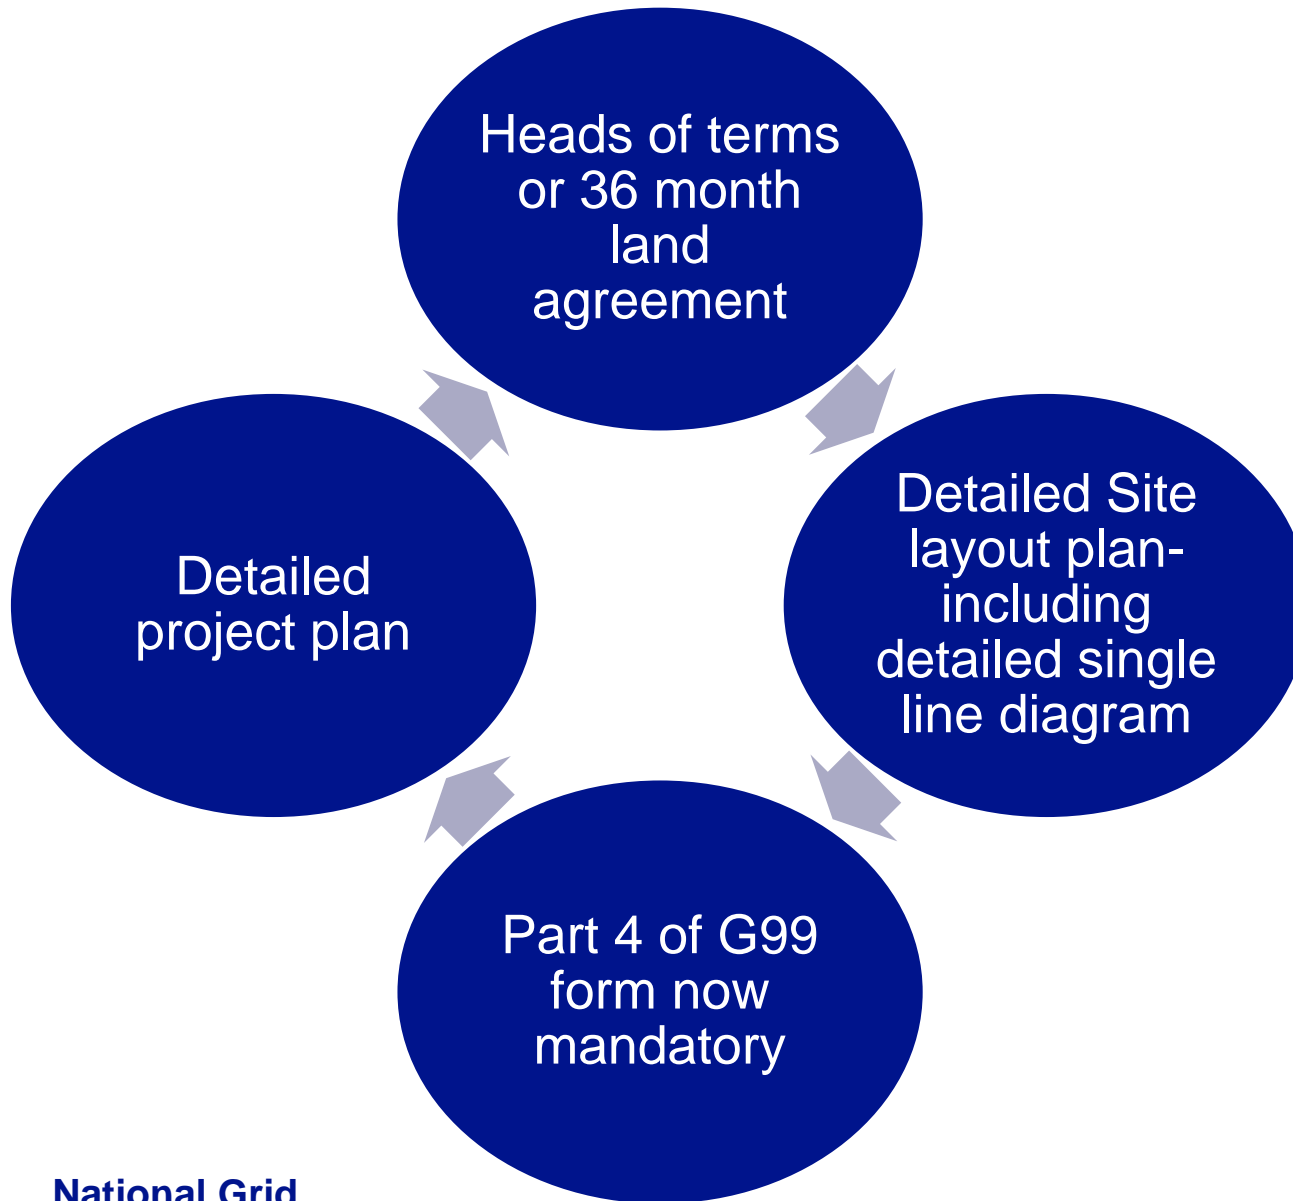 Heads of terms
or 36 month
land
agreement
Detailed Site
layout plan-
including
detailed single
line diagram
Part 4 of G99
form now
mandatory
Detailed
project plan
National Grid